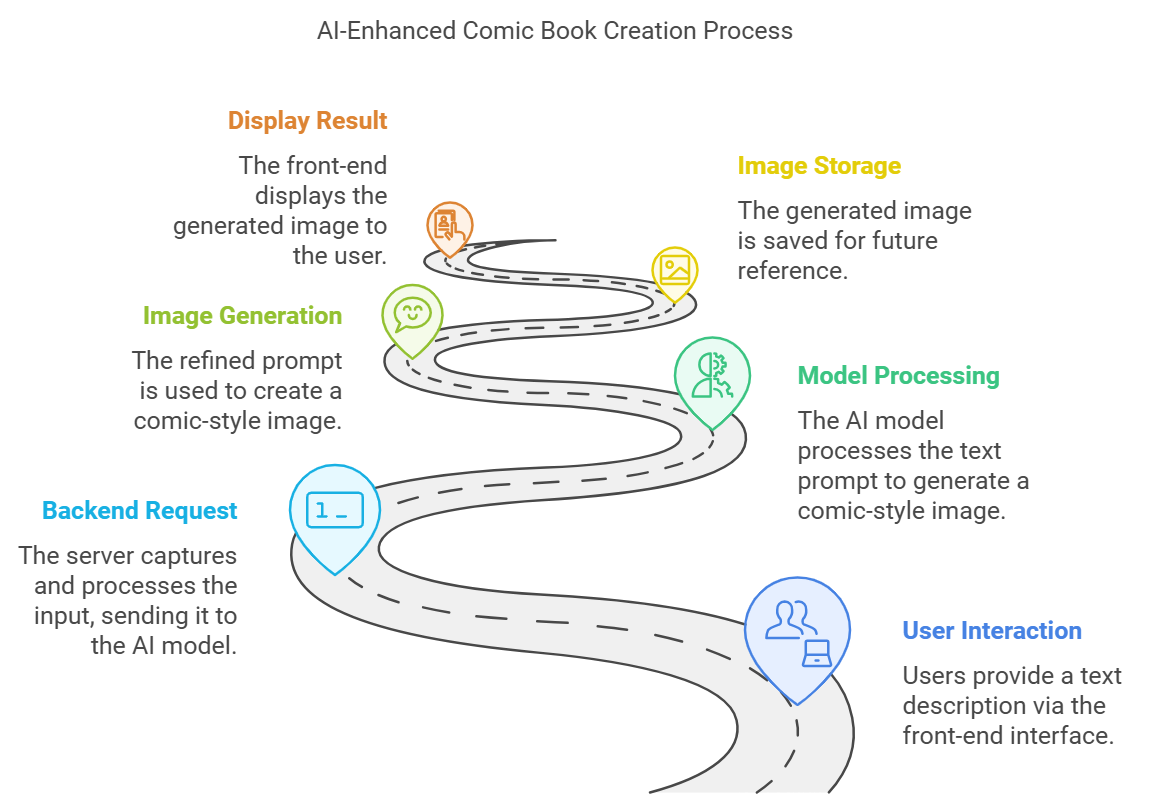 AI-Enhanced Comic Book Creation Process
Display Result
The front-end
displays the
generated image to
the user.
Image Storage
The generated image
is saved for future
reference.
Image Generation
The refined prompt
is used to create a
comic-style image.
Model Processing
The AI model
processes the text
prompt to generate a
comic-style image.
Backend Request
The server captures
and processes the
input, sending it to
the AI model.
1 _
User Interaction
Users provide a text
description via the
front-end interface.